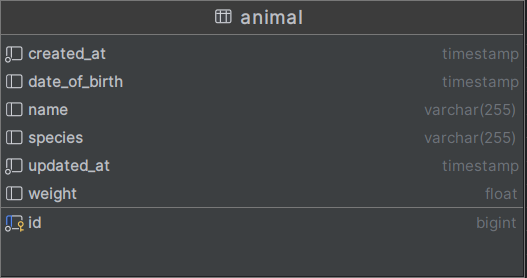 animal
created_at timestamp
date_of_birth timestamp
name varchar(255)
species varchar(255)
updated_at timestamp
weight float
id bigint